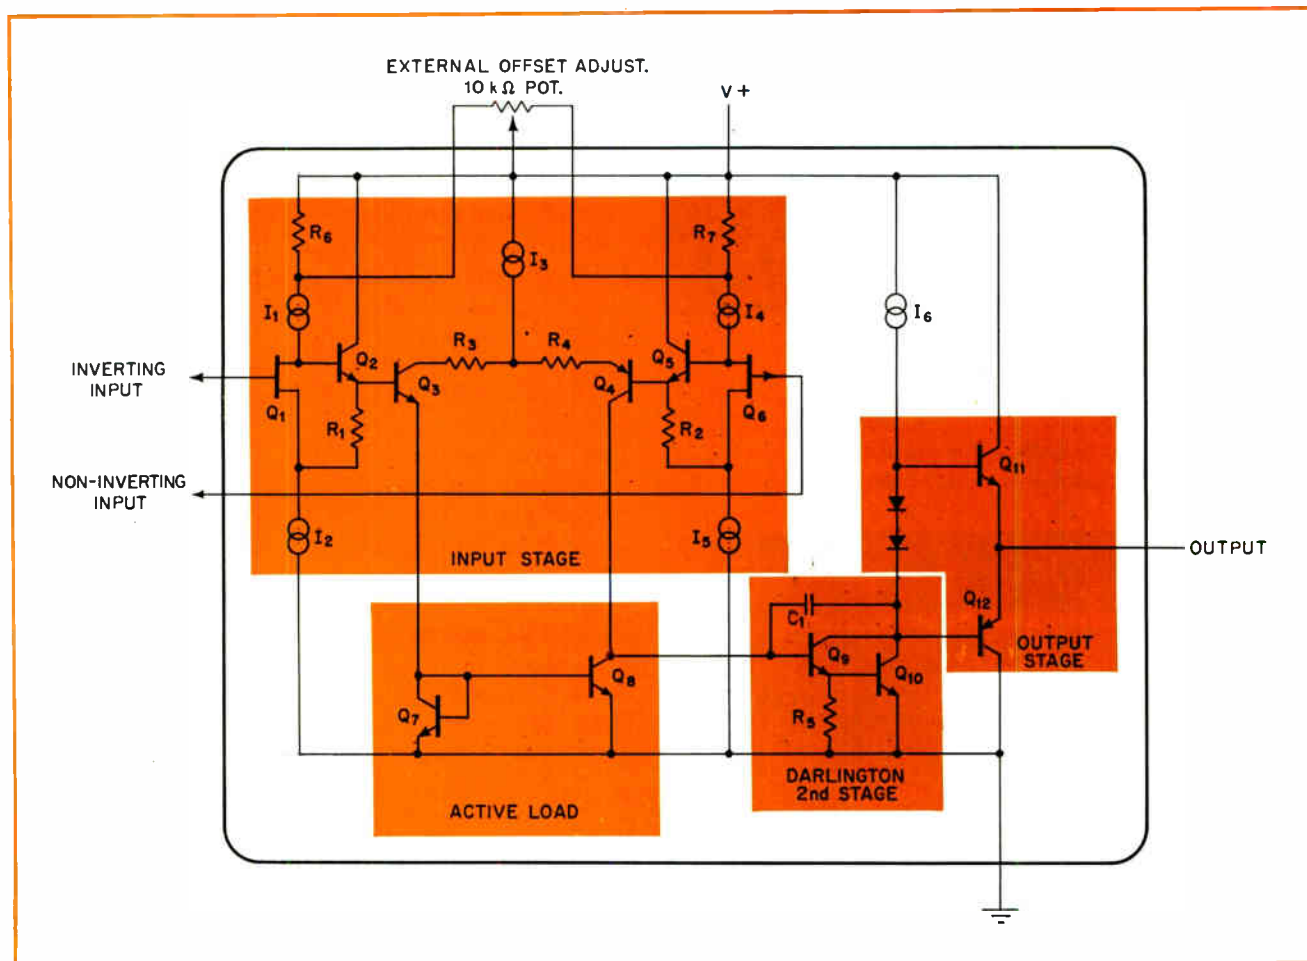 EXTERNAL OFFSET ADJUST.
10 kΩ POT.
V+
R6
R7
I3
I1
I4
I6
R3
R4
Q2
Q5
INVERTING
INPUT
Q3
Q4
Q1
Q6
R1
R2
Q11
NON-INVERTING
INPUT
I2
I5
INPUT STAGE
OUTPUT
C1
Q12
Q9
Q10
OUTPUT
STAGE
Q8
Q7
R5
DARLINGTON
2nd STAGE
ACTIVE LOAD